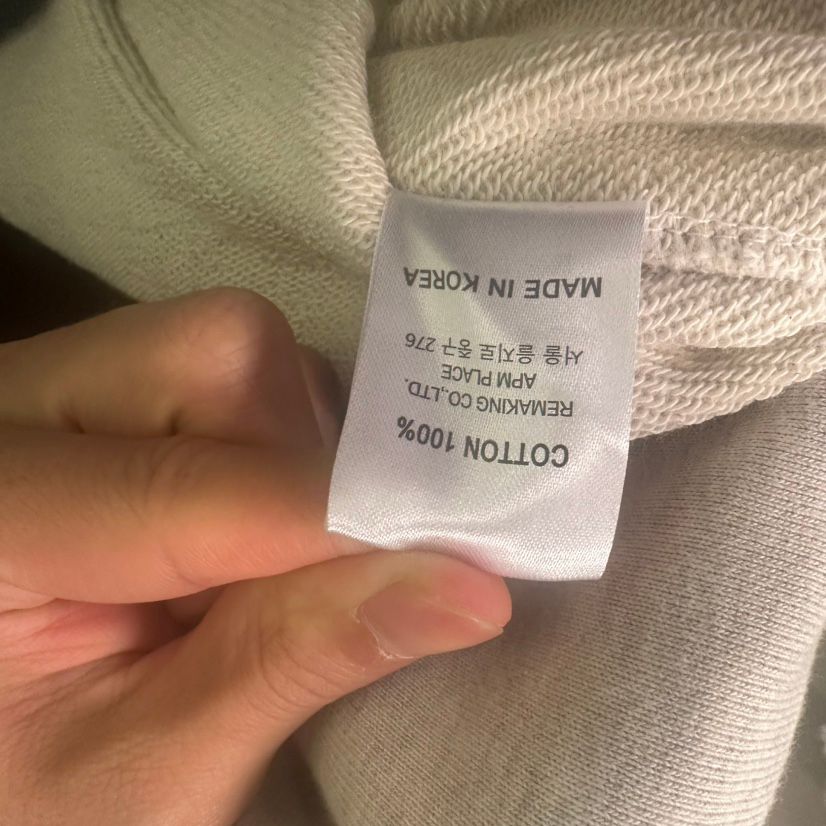 COTTON 100%
REMAKING CO.,LTD.
APM PLACE
서울 을지로 중구 276
MADE IN KOREA